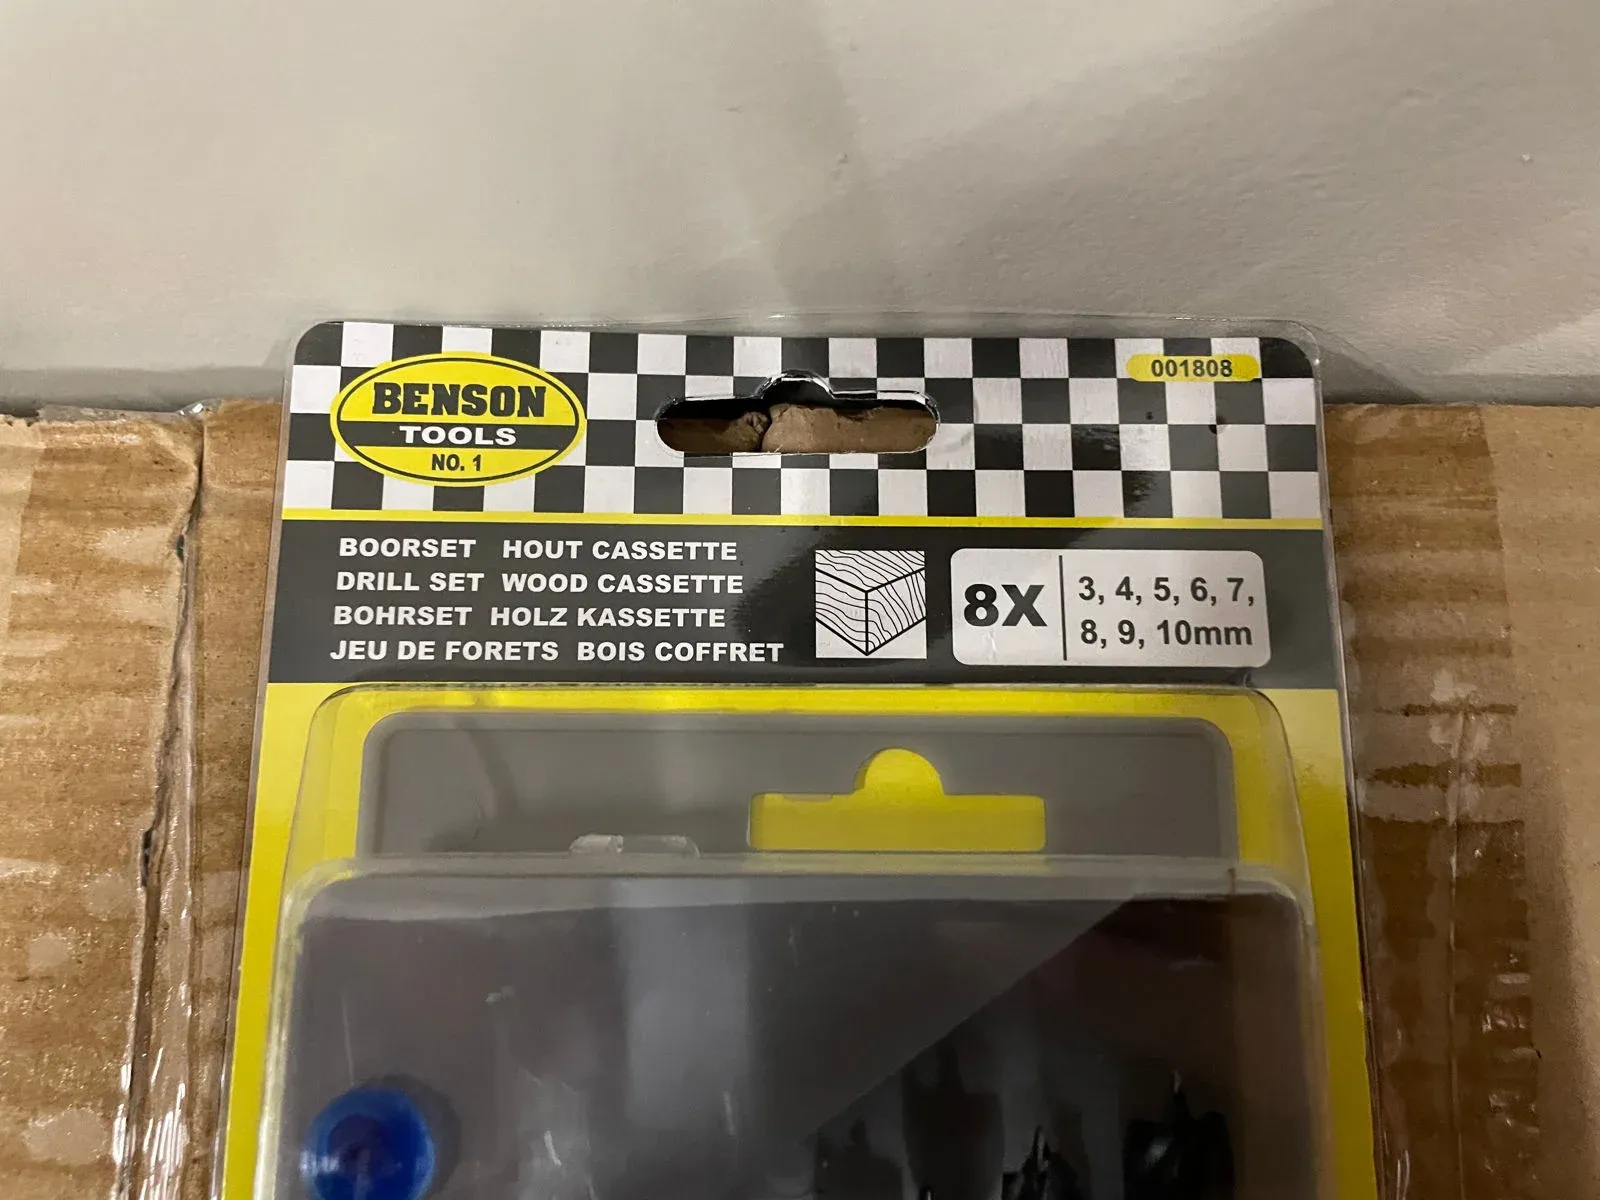 BENSON
TOOLS
NO. 1
001808
BOORSET HOUT CASSETTE
DRILL SET WOOD CASSETTE
BOHRSET HOLZ KASSETTE
JEU DE FORETS BOIS COFFRET
8X
3, 4, 5, 6, 7,
8, 9, 10mm